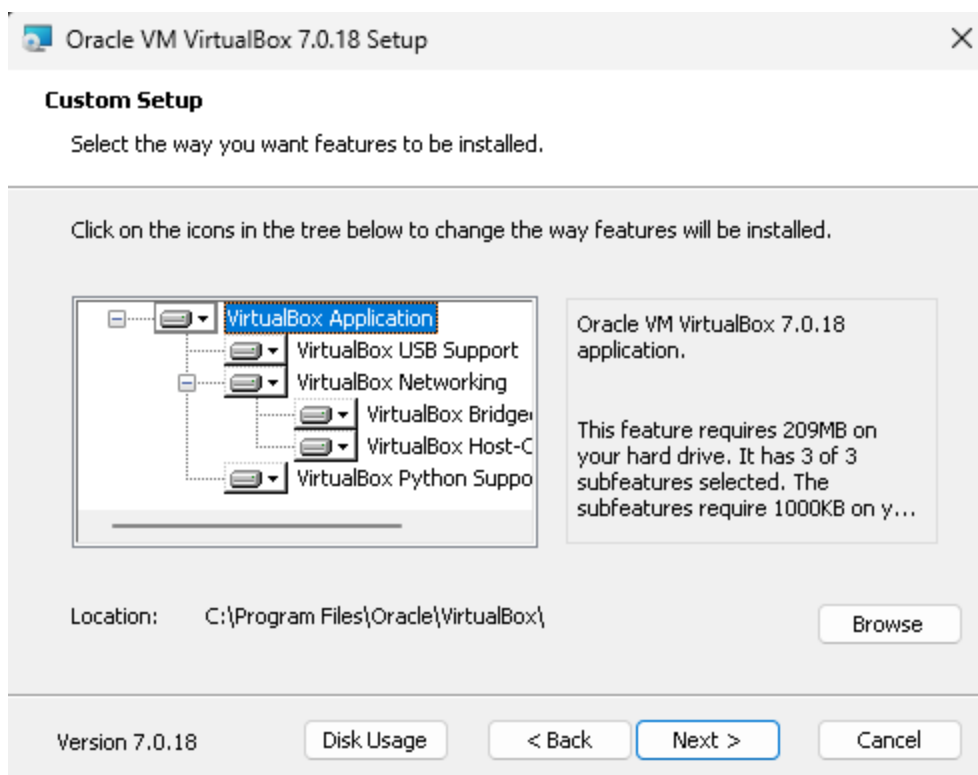 Oracle VM VirtualBox 7.0.18 Setup
Custom Setup
Select the way you want features to be installed.
Click on the icons in the tree below to change the way features will be installed.
VirtualBox Application
VirtualBox USB Support
VirtualBox Networking
VirtualBox Bridge
VirtualBox Host-C
VirtualBox Python Suppo
Oracle VM VirtualBox 7.0.18
application.
This feature requires 209MB on
your hard drive. It has 3 of 3
subfeatures selected. The
subfeatures require 1000KB on y...
Location: C:\Program Files\Oracle\VirtualBox\
Browse
Version 7.0.18 Disk Usage < Back Next > Cancel